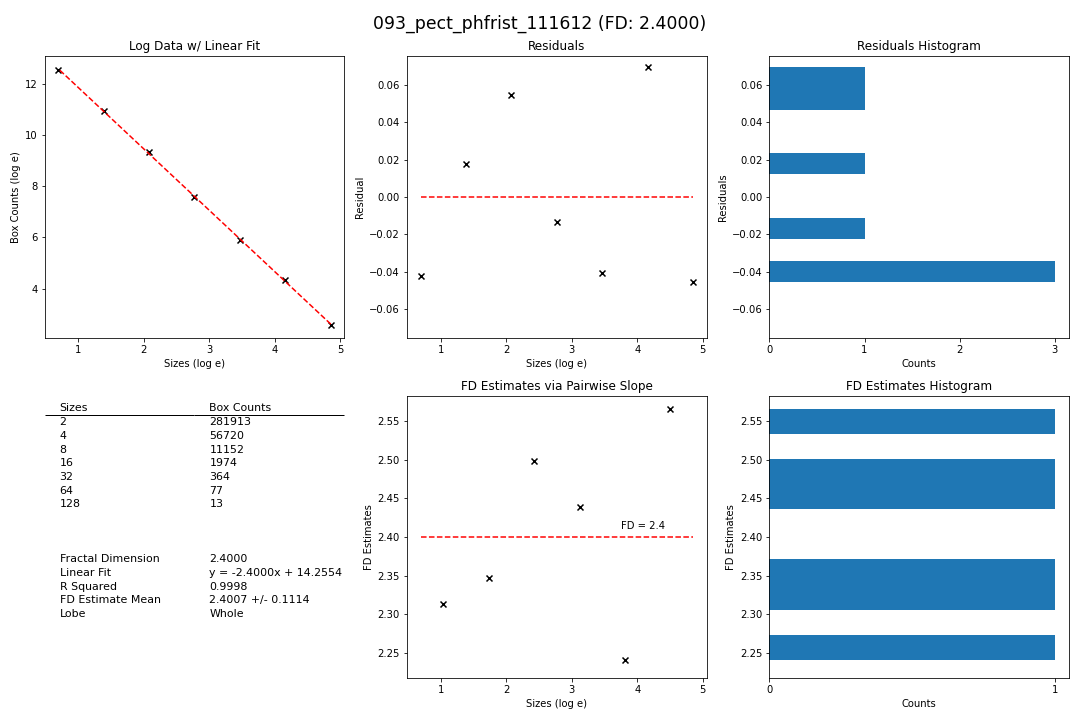 093_pect_phfrist_111612 (FD: 2.4000)
Log Data w/ Linear Fit
Box Counts (log e)
12
10
8
6
4
1 2 3 4 5
Sizes (log e)
Residuals
Residual
0.06
0.04
0.02
0.00
−0.02
−0.04
−0.06
1 2 3 4 5
Sizes (log e)
Residuals Histogram
Residuals
0.06
0.04
0.02
0.00
−0.02
−0.04
−0.06
0 1 2 3
Counts
Sizes Box Counts
2 281913
4 56720
8 11152
16 1974
32 364
64 77
128 13
Fractal Dimension 2.4000
Linear Fit y = -2.4000x + 14.2554
R Squared 0.9998
FD Estimate Mean 2.4007 +/- 0.1114
Lobe Whole
FD Estimates via Pairwise Slope
FD Estimates
2.55
2.50
2.45
2.40
2.35
2.30
2.25
FD = 2.4
1 2 3 4 5
Sizes (log e)
FD Estimates Histogram
FD Estimates
2.55
2.50
2.45
2.40
2.35
2.30
2.25
0 1
Counts